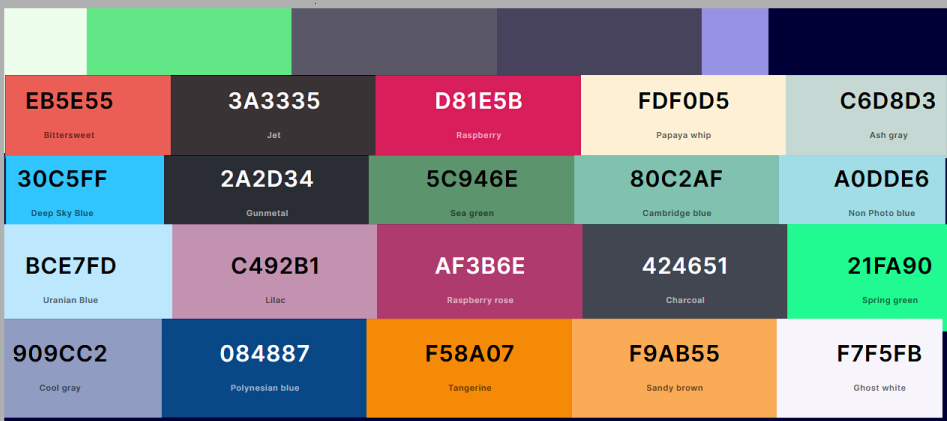 EB5E55 3A3335 D81E5B FDF0D5 C6D8D3
Bittersweet Jet Raspberry Papaya whip Ash gray
30C5FF 2A2D34 5C946E 80C2AF A0DDE6
Deep Sky Blue Gunmetal Sea green Cambridge blue Non Photo blue
BCE7FD C492B1 AF3B6E 424651 21FA90
Uranian Blue Lilac Raspberry rose Charcoal Spring green
909CC2 084887 F58A07 F9AB55 F7F5FB
Cool gray Polynesian blue Tangerine Sandy brown Ghost white